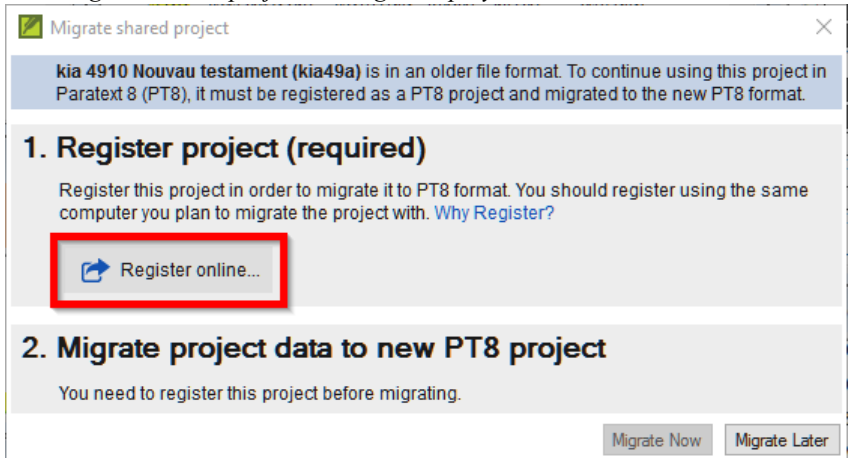 Migrate shared project
kia 4910 Nouvau testament (kia49a) is in an older file format. To continue using this project in
Paratext 8 (PT8), it must be registered as a PT8 project and migrated to the new PT8 format.
1. Register project (required)
Register this project in order to migrate it to PT8 format. You should register using the same
computer you plan to migrate the project with. Why Register?
Register online...
2. Migrate project data to new PT8 project
You need to register this project before migrating.
Migrate Now Migrate Later